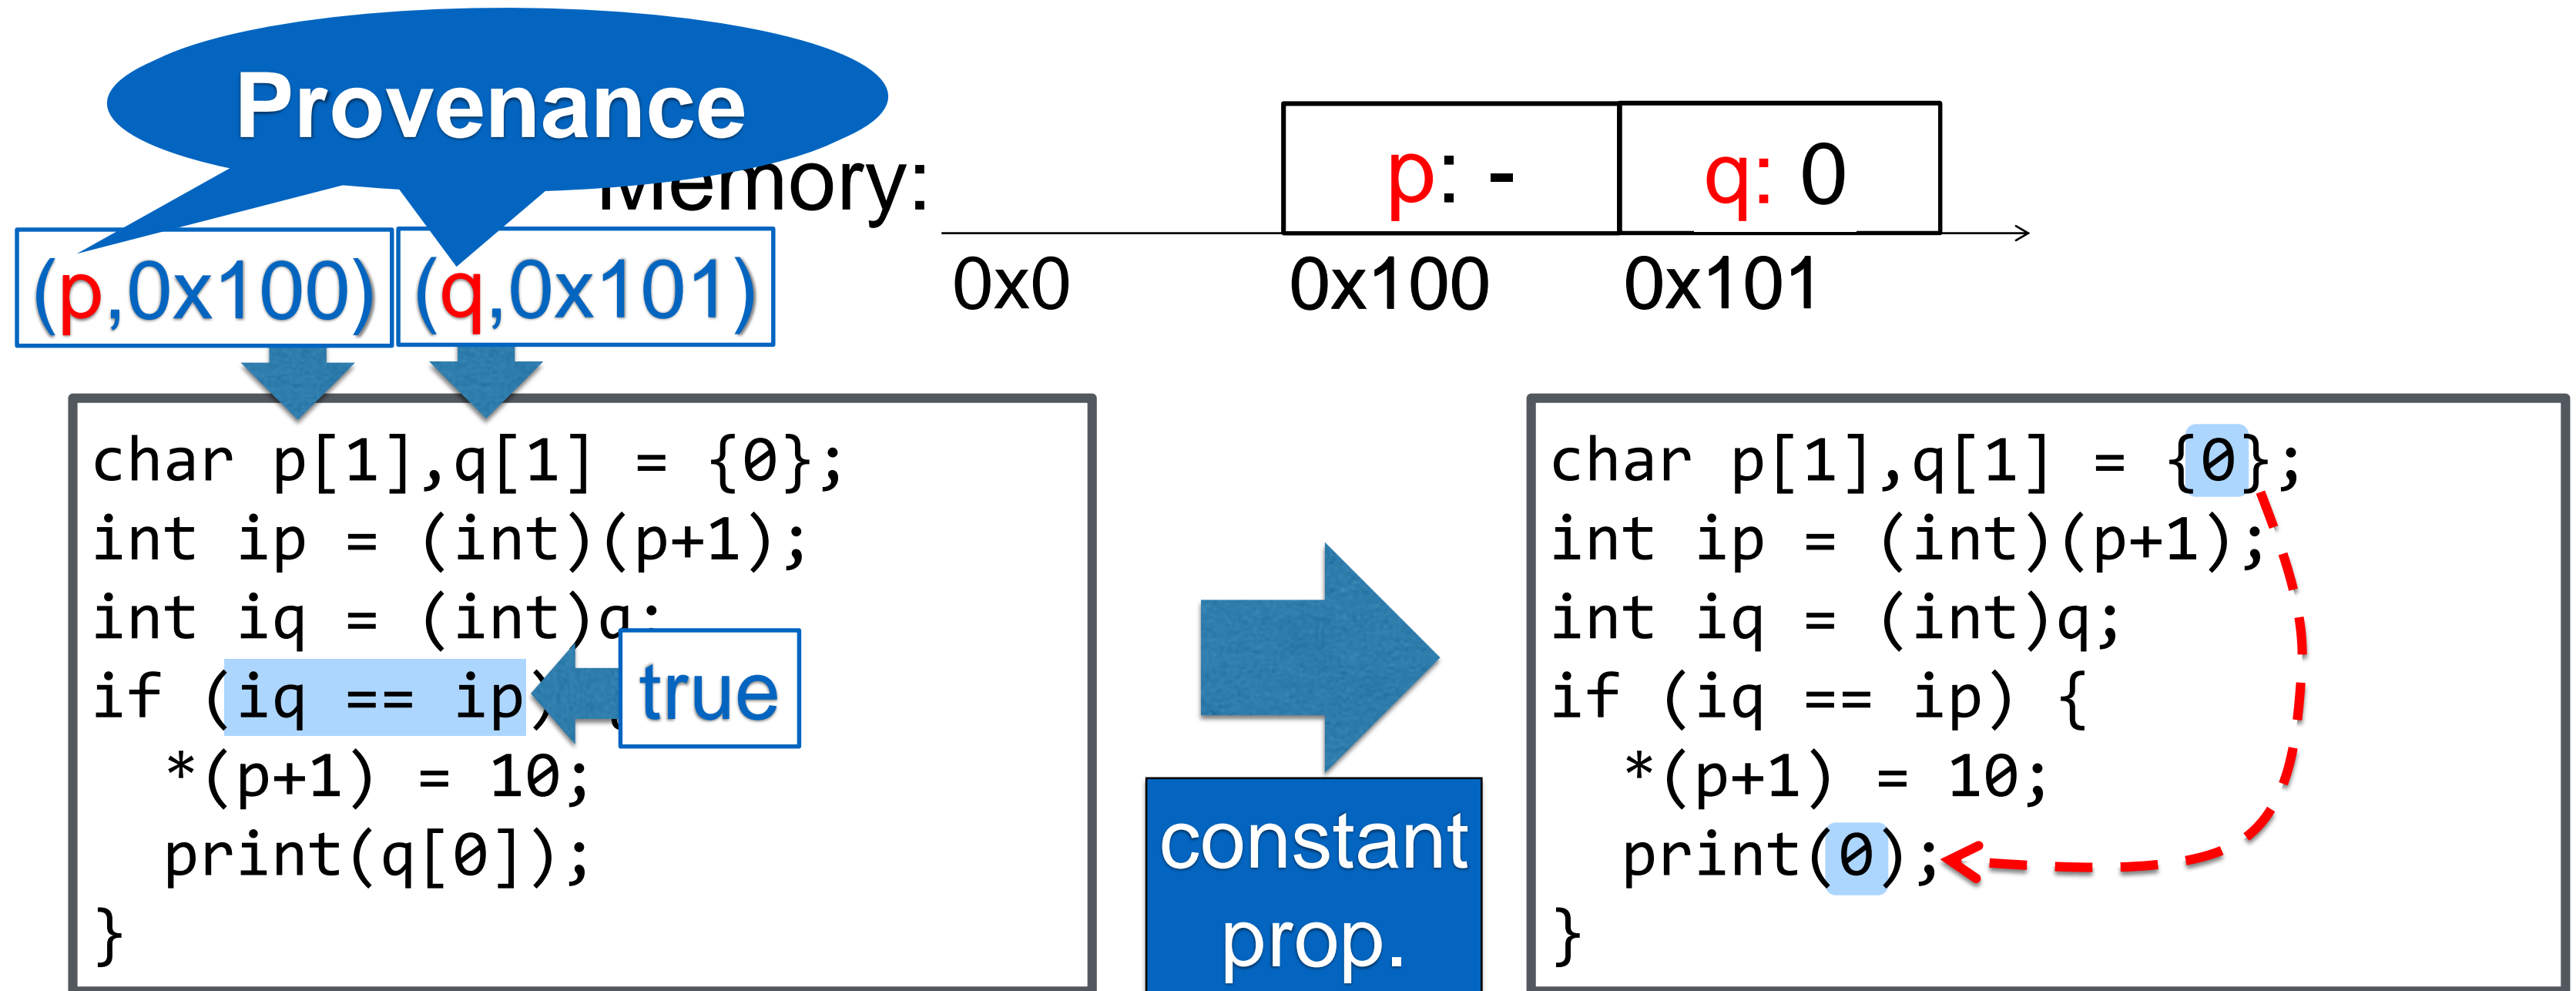 Provenance
Memory:
p: -
q: 0
(p,0x100)
(q,0x101)
0x0
0x100
0x101
char p[1],q[1] = {0};
int ip = (int)(p+1);
int iq = (int)q;
if (iq == ip) {
true
*(p+1) = 10;
print(q[0]);
}
constant
prop.
char p[1],q[1] = {0};
int ip = (int)(p+1);
int iq = (int)q;
if (iq == ip) {
*(p+1) = 10;
print(0);
}